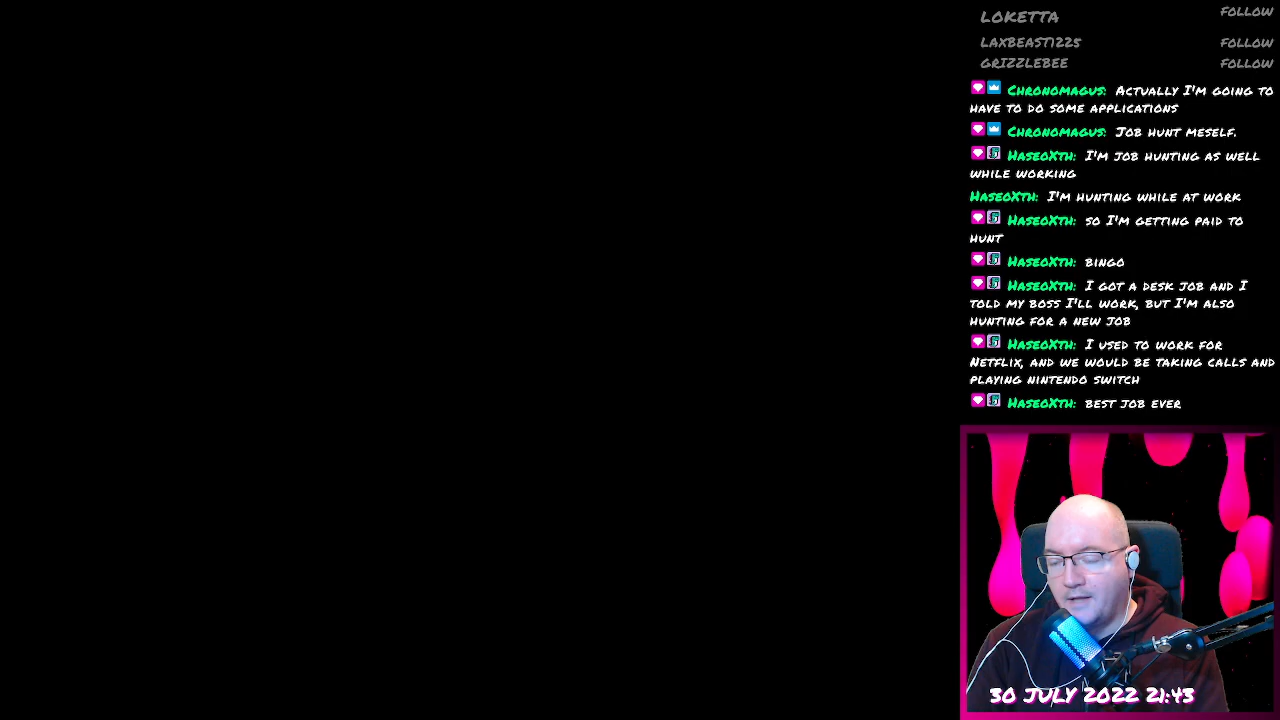 LOKETTA FOLLOW
LAXBEAST1225 FOLLOW
GRIZZLEBEE FOLLOW
CHRONOMAGUS: ACTUALLY I'M GOING TO
HAVE TO DO SOME APPLICATIONS
CHRONOMAGUS: JOB HUNT MESELF.
HASEOXTH: I'M JOB HUNTING AS WELL
WHILE WORKING
HASEOXTH: I'M HUNTING WHILE AT WORK
HASEOXTH: SO I'M GETTING PAID TO
HUNT
HASEOXTH: BINGO
HASEOXTH: I GOT A DESK JOB AND I
TOLD MY BOSS I'LL WORK, BUT I'M ALSO
HUNTING FOR A NEW JOB
HASEOXTH: I USED TO WORK FOR
NETFLIX, AND WE WOULD BE TAKING CALLS AND
PLAYING NINTENDO SWITCH
HASEOXTH: BEST JOB EVER
30 JULY 2022 21:43